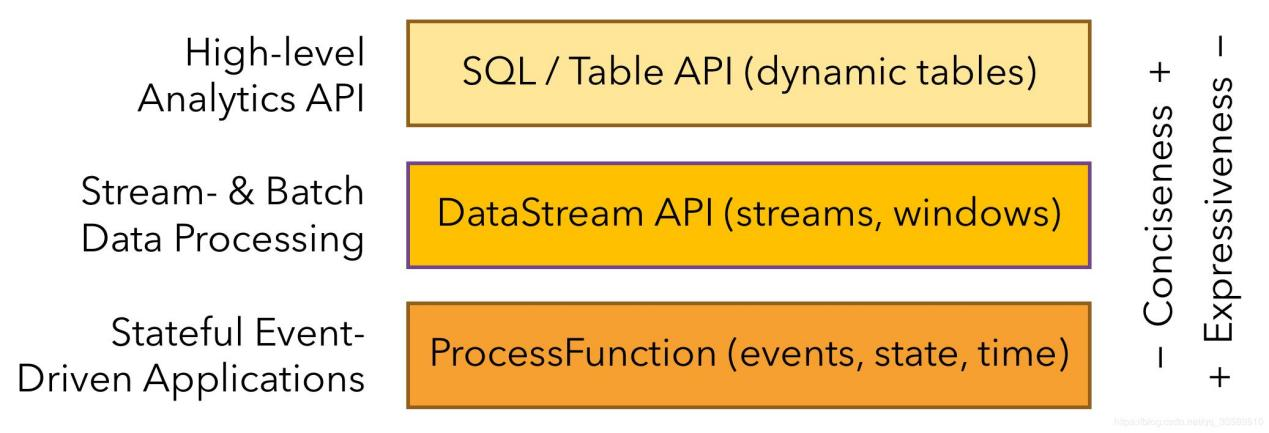 High-level
Analytics API
SQL / Table API (dynamic tables)
Stream- & Batch
Data Processing
DataStream API (streams, windows)
Stateful Event-
Driven Applications
ProcessFunction (events, state, time)
− Conciseness +
+ Expressiveness −